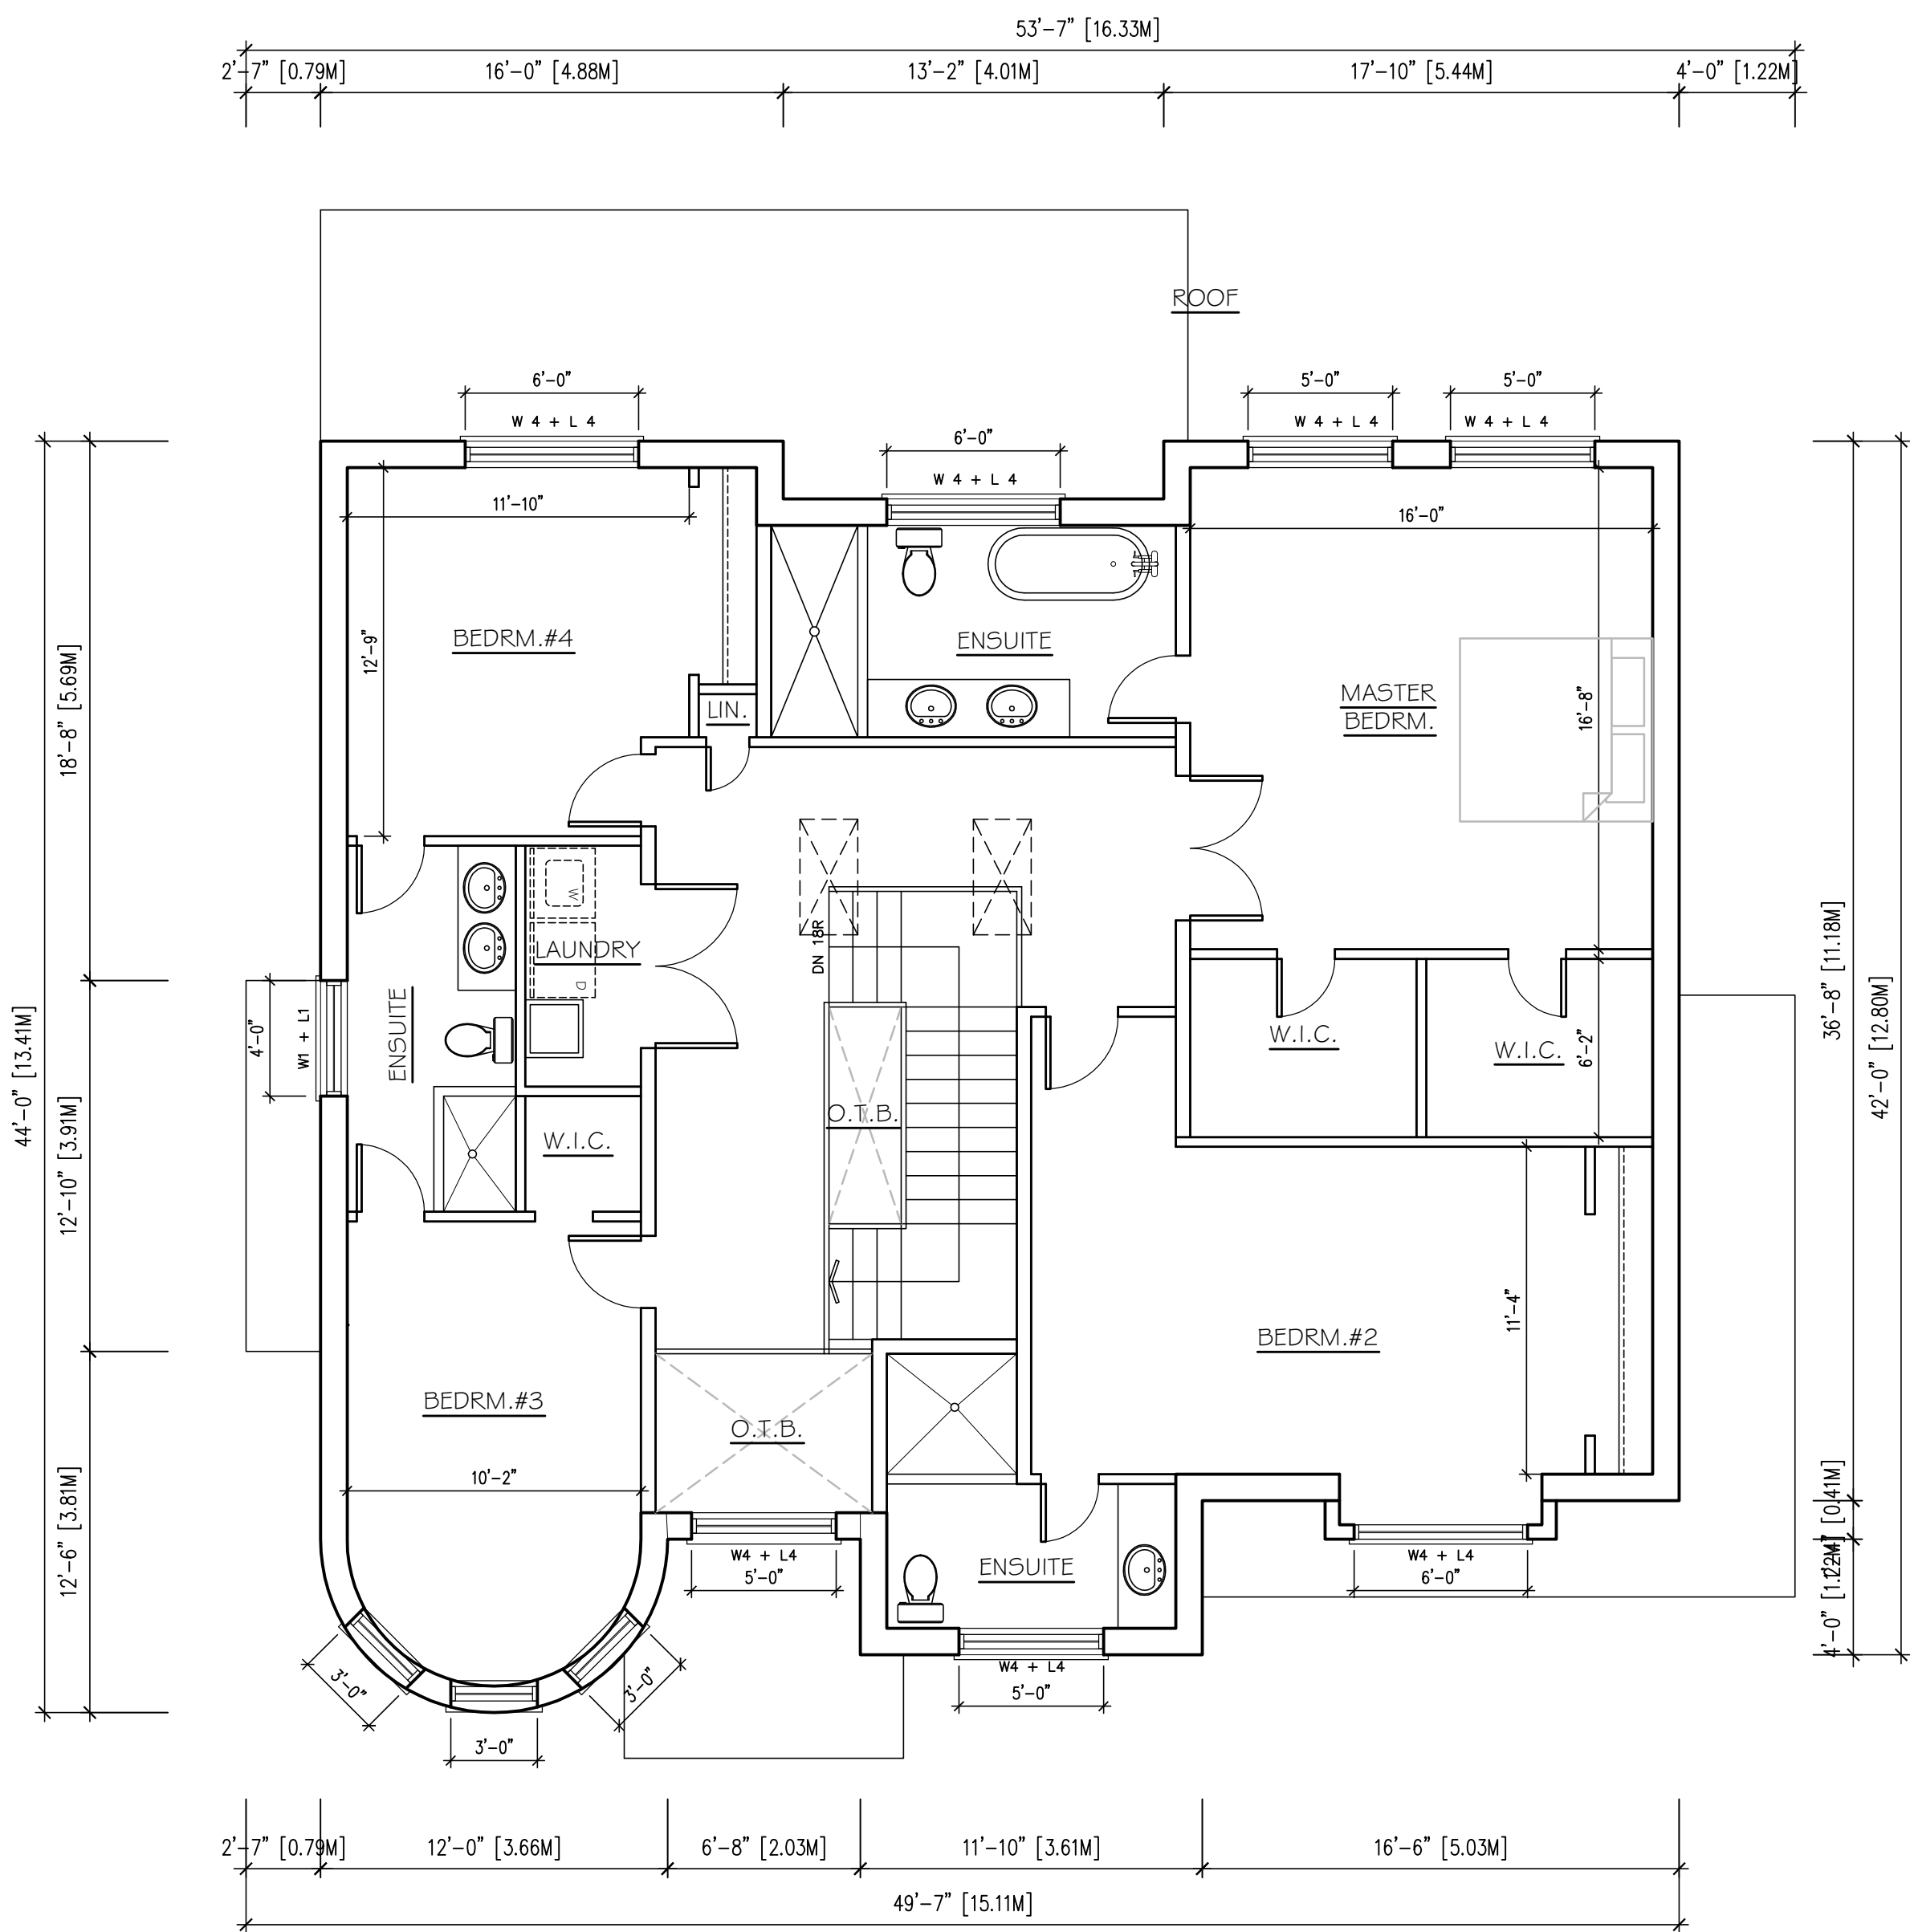 53'-7" [16.33M]
2'-7" [0.79M] 16'-0" [4.88M] 13'-2" [4.01M] 17'-10" [5.44M] 4'-0" [1.22M]
ROOF
6'-0" 5'-0" 5'-0"
W 4 + L 4 W 4 + L 4 W 4 + L 4
6'-0"
W 4 + L 4
11'-10" 16'-0"
12'-9"
BEDRM.#4
ENSUITE
LIN.
MASTER
BEDRM.
16'-8"
18'-8" [5.69M]
W
LAUNDRY
D
DN 18R
ENSUITE
4'-0"
W1 + L1
W.I.C.
W.I.C.
6'-2"
36'-8" [11.18M]
42'-0" [12.80M]
44'-0" [13.41M]
12'-10" [3.91M]
O.T.B.
W.I.C.
11'-4"
BEDRM.#2
BEDRM.#3
O.T.B.
10'-2"
12'-6" [3.81M]
[0.41M]
4'-0" [1.22M]
W4 + L4
5'-0"
ENSUITE
W4 + L4
6'-0"
W4 + L4
5'-0"
3'-0"
3'-0"
3'-0"
2'-7" [0.79M] 12'-0" [3.66M] 6'-8" [2.03M] 11'-10" [3.61M] 16'-6" [5.03M]
49'-7" [15.11M]